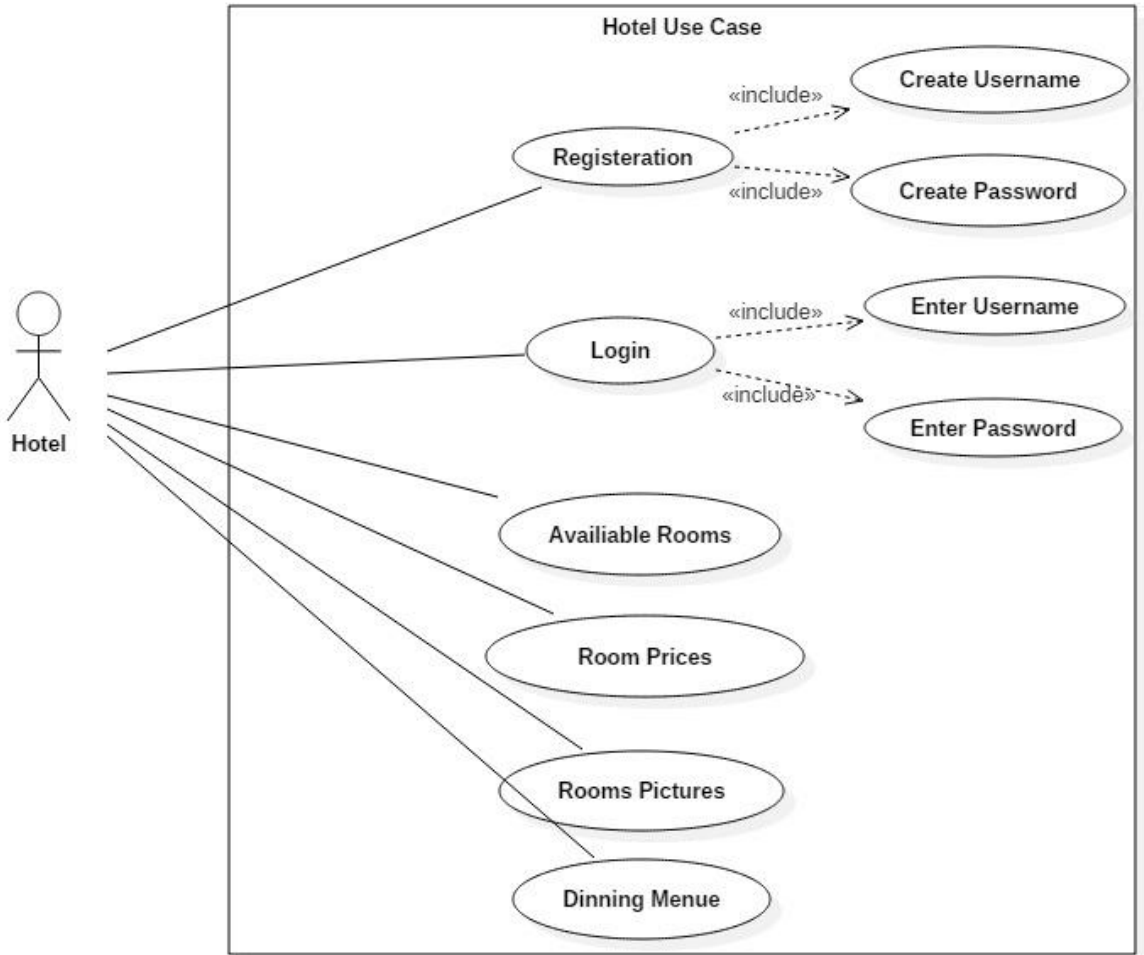 Hotel Use Case
Create Username
«include»
Registeration
«include»
Create Password
Enter Username
«include»
Login
«include»
Enter Password
Hotel
Availiable Rooms
Room Prices
Rooms Pictures
Dinning Menue